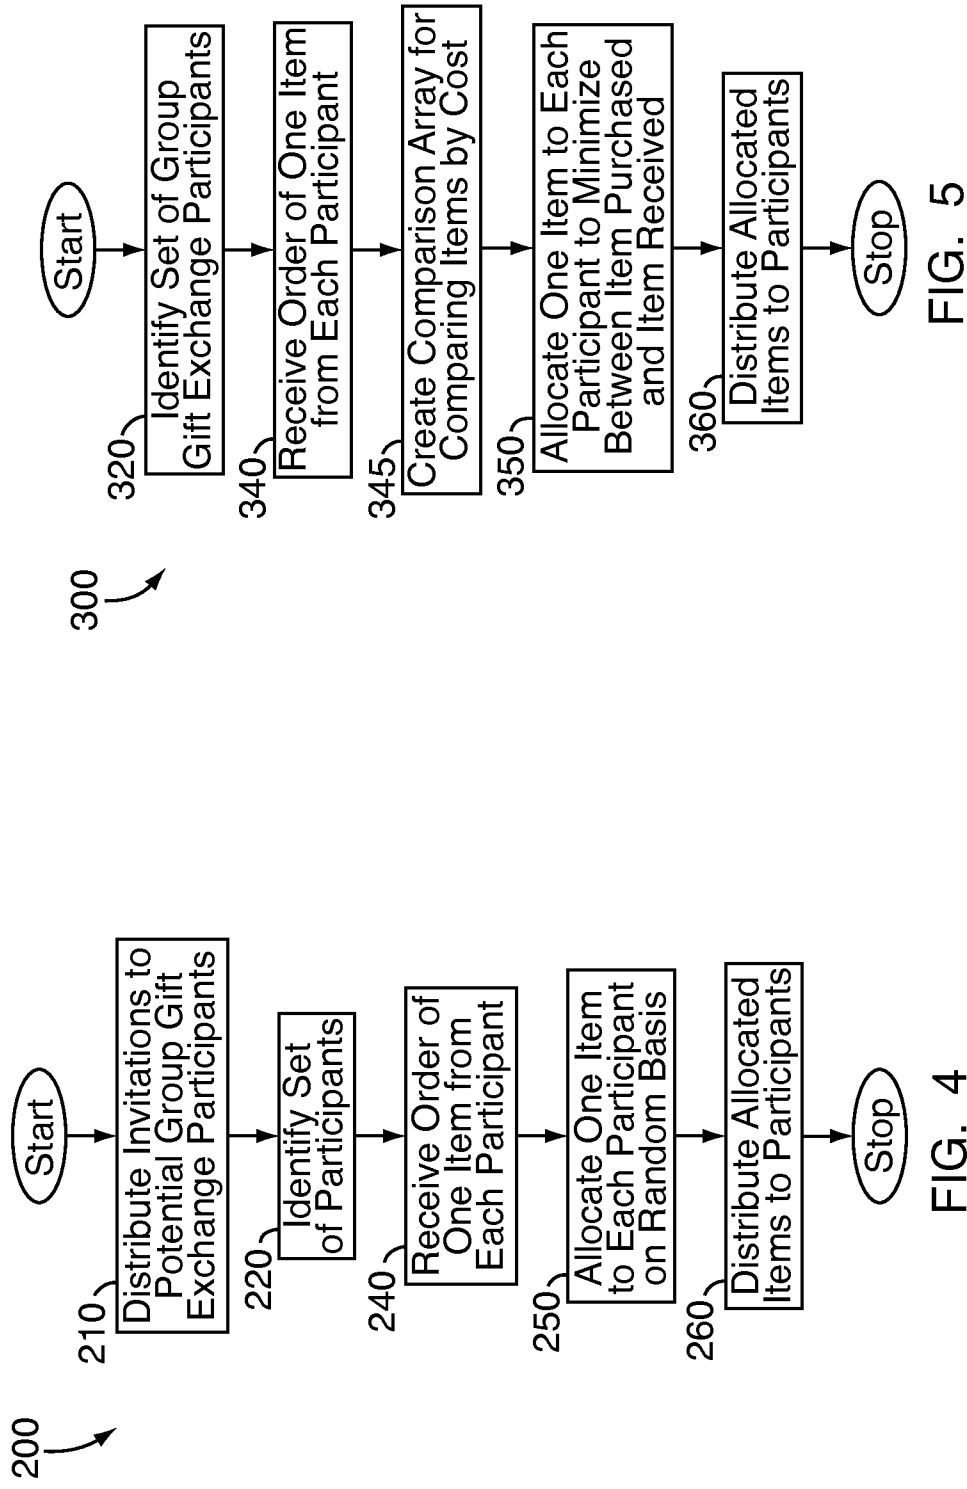 200
Start
210
Distribute Invitations to
Potential Group Gift
Exchange Participants
220
Identify Set
of Participants
240
Receive Order of
One Item from
Each Participant
250
Allocate One Item
to Each Participant
on Random Basis
260
Distribute Allocated
Items to Participants
Stop
FIG. 4
300
Start
320
Identify Set of Group
Gift Exchange Participants
340
Receive Order of One Item
from Each Participant
345
Create Comparison Array for
Comparing Items by Cost
350
Allocate One Item to Each
Participant to Minimize
Between Item Purchased
and Item Received
360
Distribute Allocated
Items to Participants
Stop
FIG. 5